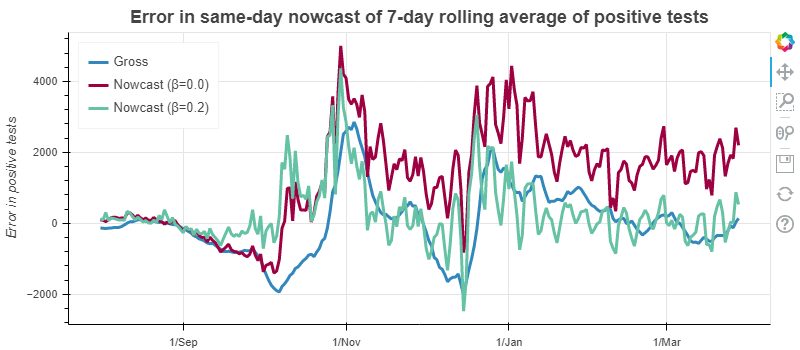 Error in same-day nowcast of 7-day rolling average of positive tests
Gross
Nowcast (β=0.0)
Nowcast (β=0.2)
Error in positive tests
4000
2000
0
−2000
1/Sep
1/Nov
1/Jan
1/Mar